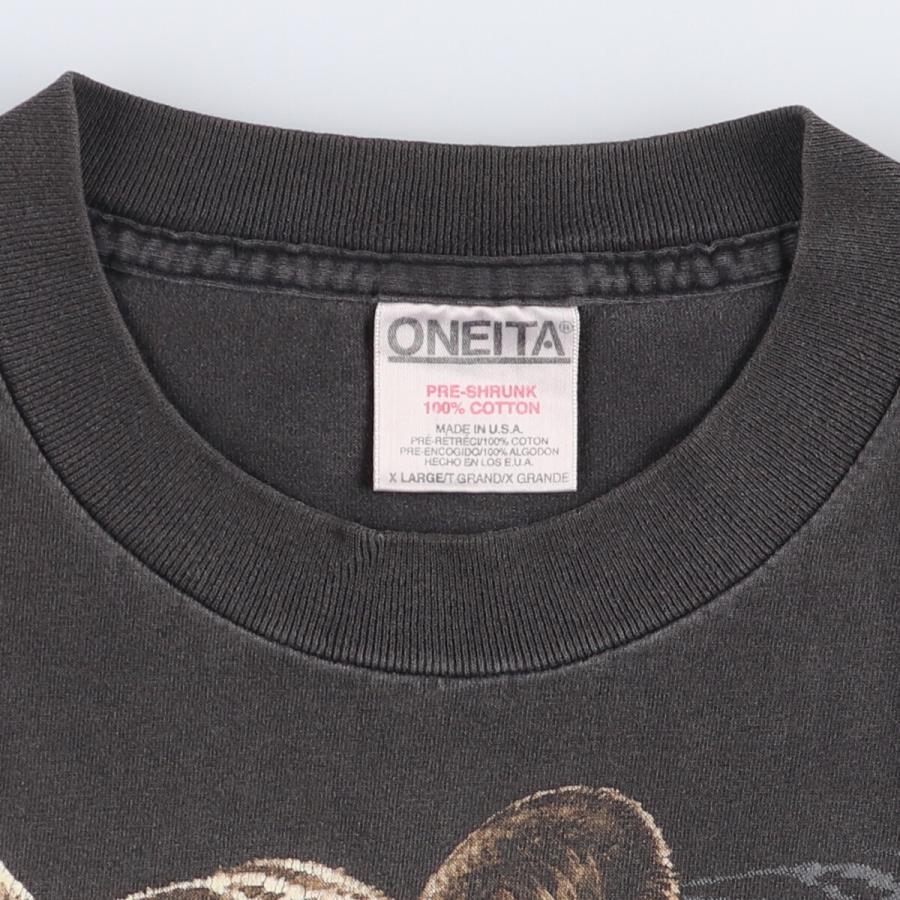 ONEITA®
PRE-SHRUNK
100% COTTON
MADE IN U.S.A.
PRÉ-RÉTRÉCI/100% COTON
PRE-ENCOGIDO/100% ALGODON
HECHO EN LOS E.U.A.
X LARGE/T GRAND/X GRANDE